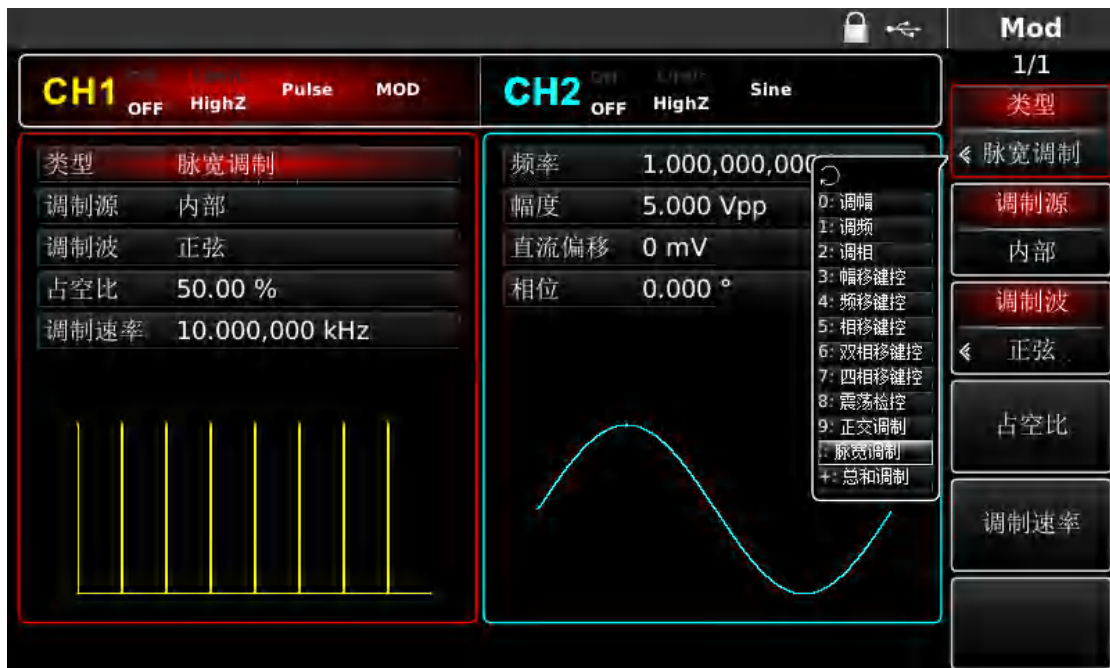 Mod
1/1
CH1 OFF HighZ Pulse MOD
CH2 OFF HighZ Sine
类型 脉宽调制
调制源 内部
调制波 正弦
占空比 50.00 %
调制速率 10.000,000 kHz
频率 1.000,000,000
幅度 5.000 Vpp
直流偏移 0 mV
相位 0.000 °
0: 调幅
1: 调频
2: 调相
3: 幅移键控
4: 频移键控
5: 相移键控
6: 双相移键控
7: 四相移键控
8: 震荡检控
9: 正交调制
.: 脉宽调制
+: 总和调制
类型
脉宽调制
调制源
内部
调制波
正弦
占空比
调制速率